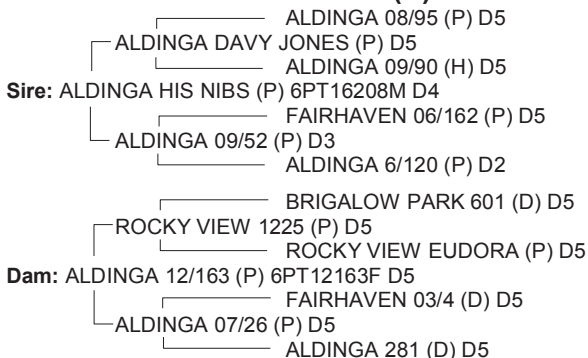 ALDINGA 08/95 (P) D5
ALDINGA DAVY JONES (P) D5
ALDINGA 09/90 (H) D5
Sire: ALDINGA HIS NIBS (P) 6PT16208M D4
FAIRHAVEN 06/162 (P) D5
ALDINGA 09/52 (P) D3
ALDINGA 6/120 (P) D2
BRIGALOW PARK 601 (D) D5
ROCKY VIEW 1225 (P) D5
ROCKY VIEW EUDORA (P) D5
Dam: ALDINGA 12/163 (P) 6PT12163F D5
FAIRHAVEN 03/4 (D) D5
ALDINGA 07/26 (P) D5
ALDINGA 281 (D) D5